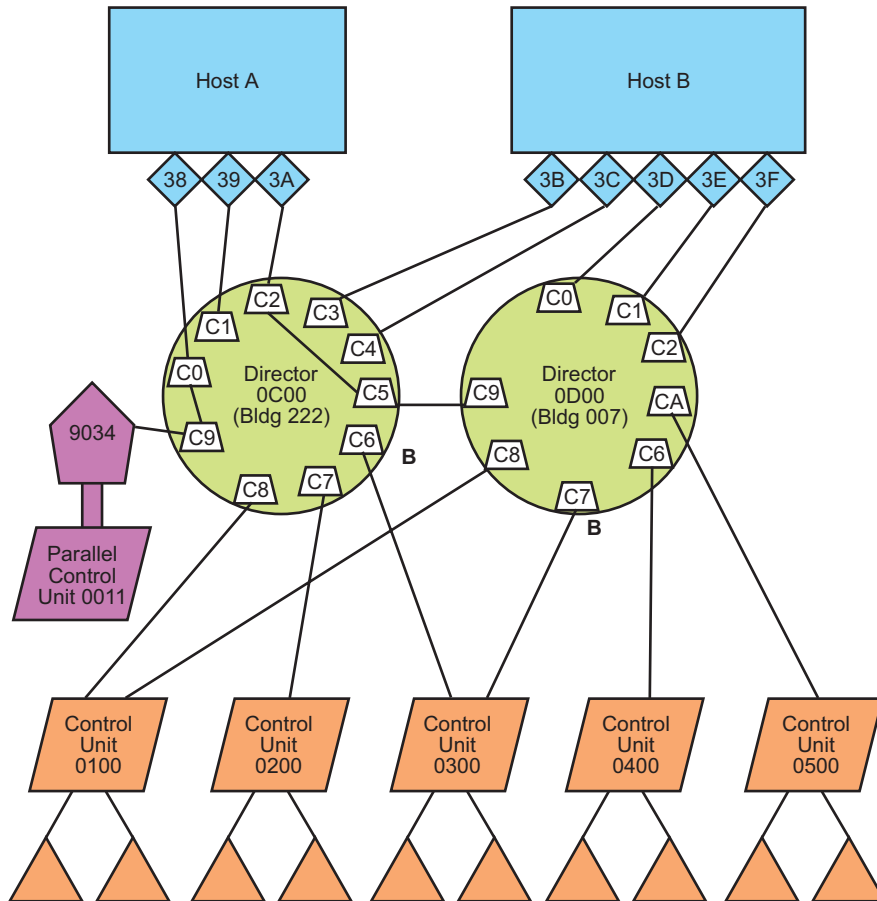 Host A
Host B
38
39
3A
3B
3C
3D
3E
3F
C2
C3
C1
C4
C0
C5
C9
C6
C8
C7
Director
0C00
(Bldg 222)
B
C0
C1
C2
C9
CA
C8
C6
C7
Director
0D00
(Bldg 007)
B
9034
Parallel
Control
Unit 0011
Control
Unit
0100
Control
Unit
0200
Control
Unit
0300
Control
Unit
0400
Control
Unit
0500